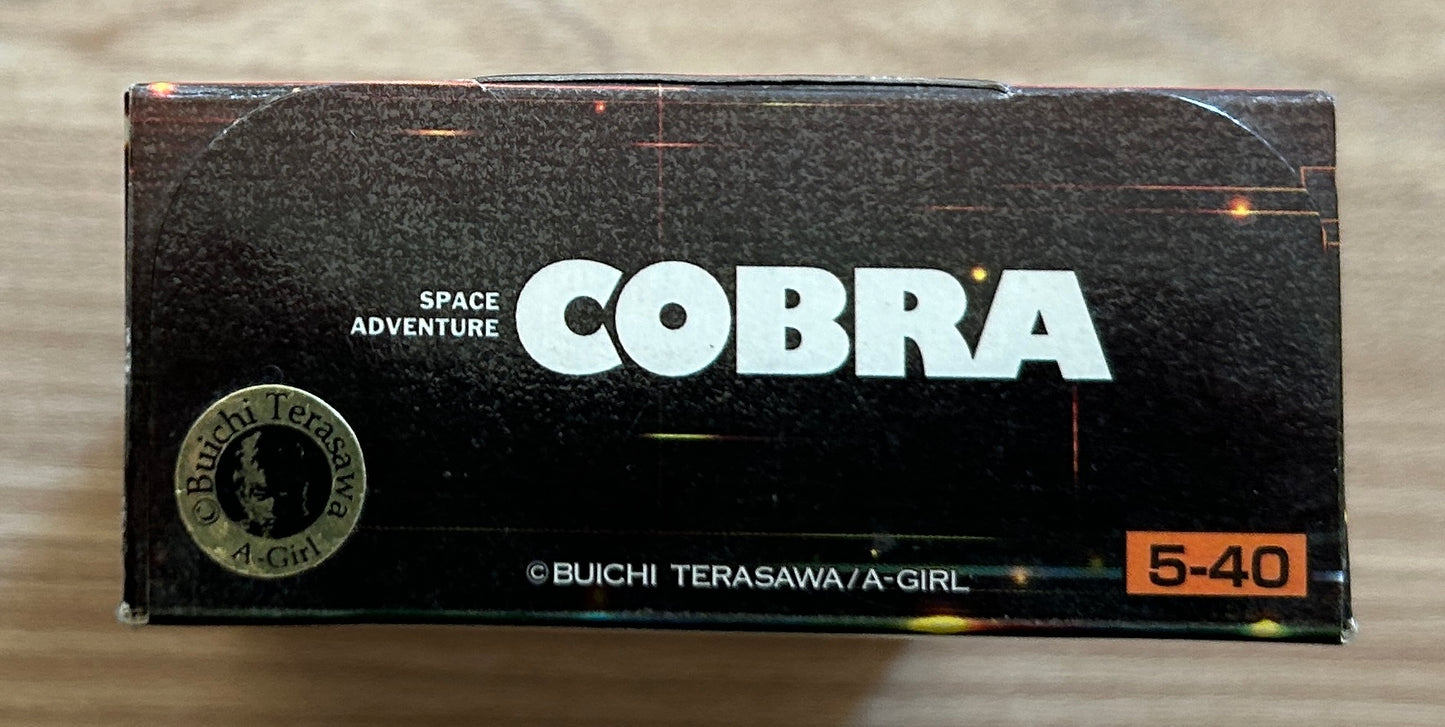 SPACE
ADVENTURE
COBRA
©Buichi Terasawa
A-Girl
©BUICHI TERASAWA/A-GIRL
5-40